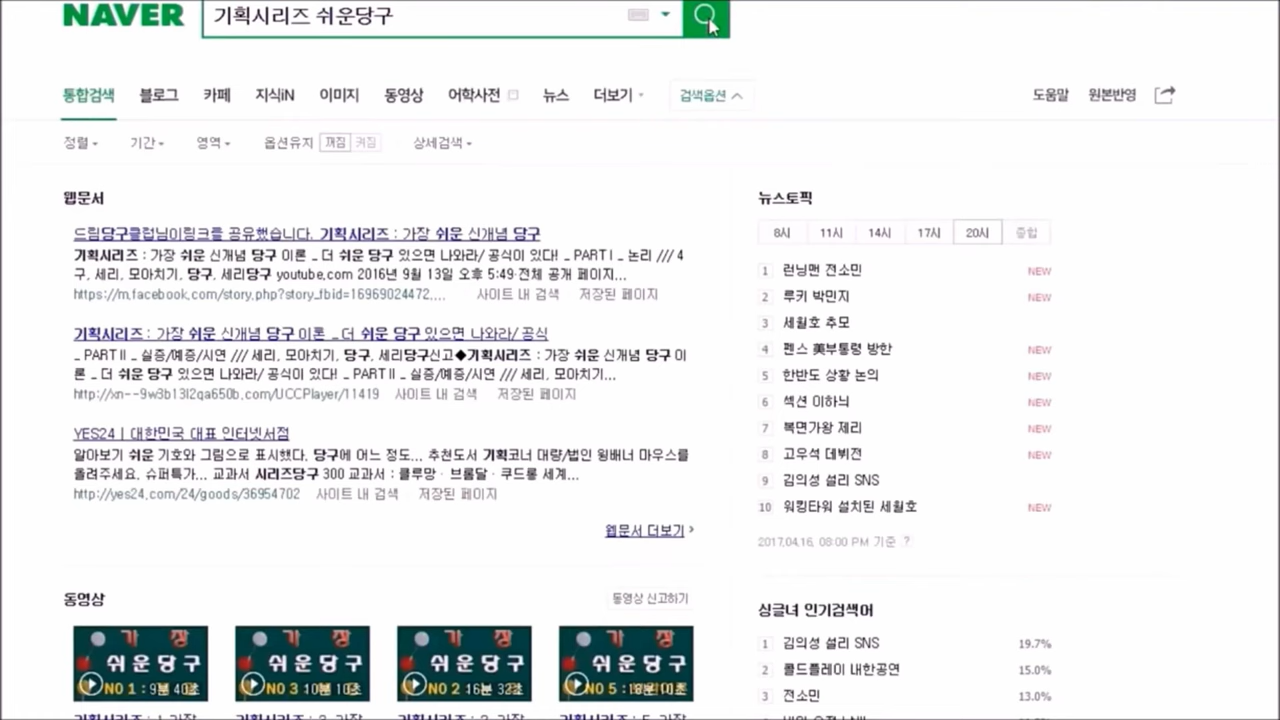 NAVER
기획시리즈 쉬운당구
통합검색 블로그 카페 지식iN 이미지 동영상 어학사전 뉴스 더보기 검색옵션 도움말 원본반영
정렬 기간 영역 옵션유지 꺼짐 켜짐 상세검색
웹문서
드림당구클럽님이링크를 공유했습니다. 기획시리즈 : 가장 쉬운 신개념 당구
기획시리즈 : 가장 쉬운 신개념 당구 이론 _ 더 쉬운 당구 있으면 나와라/ 공식이 있다! _ PART I _ 논리 /// 4
구, 세리, 모아치기, 당구, 세리당구 youtube.com 2016년 9월 13일 오후 5:49·전체 공개 페이지...
https://m.facebook.com/story.php?story_fbid=16969024472.... 사이트 내 검색 저장된 페이지
기획시리즈 : 가장 쉬운 신개념 당구 이론 _ 더 쉬운 당구 있으면 나와라/ 공식
_ PART II _ 실증/예증/시연 /// 세리, 모아치기, 당구, 세리당구신고◆기획시리즈 : 가장 쉬운 신개념 당구 이
론 _ 더 쉬운 당구 있으면 나와라/ 공식이 있다! _ PART II _ 실증/예증/시연 /// 세리, 모아치기...
http://xn--9w3b13l2qa650b.com/UCCPlayer/11419 사이트 내 검색 저장된 페이지
YES24 | 대한민국 대표 인터넷서점
알아보기 쉬운 기호와 그림으로 표시했다. 당구에 어느 정도... 추천도서 기획코너 대량/법인 윙배너 마우스를
올려주세요. 슈퍼특가... 교과서 시리즈당구 300 교과서 : 클루망 · 브롬달 · 쿠드롱 세계...
http://yes24.com/24/goods/36954702 사이트 내 검색 저장된 페이지
웹문서 더보기
동영상 동영상 신고하기
가 장 가 장 가 장 가 장
쉬운당구 쉬운당구 쉬운당구 쉬운당구
NO 1 : 9분 40초 NO 3 10분 10초 NO 2 16분 32초 NO 5 :
뉴스토픽
8시 11시 14시 17시 20시 종합
1 런닝맨 전소민 NEW
2 루키 박민지 NEW
3 세월호 추모
4 펜스 美부통령 방한 NEW
5 한반도 상황 논의 NEW
6 섹션 이하늬 NEW
7 복면가왕 제리 NEW
8 고우석 데뷔전 NEW
9 김의성 설리 SNS
10 워킹타워 설치된 세월호 NEW
2017.04.16. 08:00 PM 기준 ?
싱글녀 인기검색어
1 김의성 설리 SNS 19.7%
2 콜드플레이 내한공연 15.0%
3 전소민 13.0%